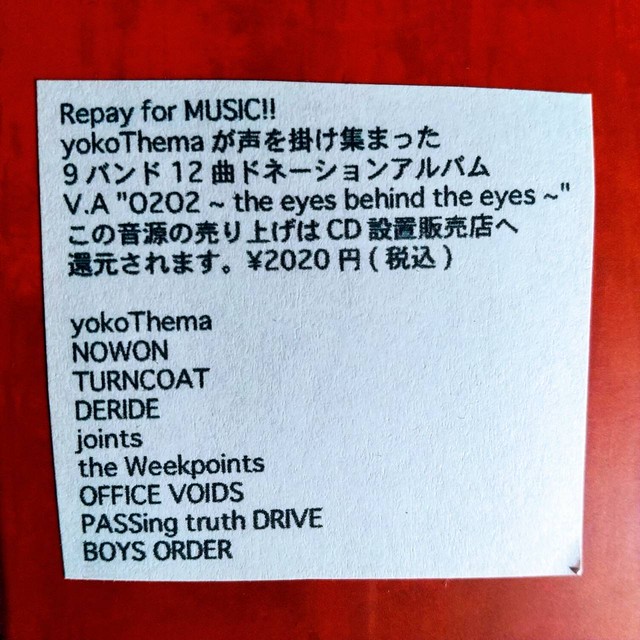 Repay for MUSIC!!
yokoThema が声を掛け集まった
9 バンド 12 曲ドネーションアルバム
V.A "O2O2 ~ the eyes behind the eyes ~"
この音源の売り上げは CD 設置販売店へ
還元されます。¥2020 円 ( 税込 )
yokoThema
NOWON
TURNCOAT
DERIDE
joints
the Weekpoints
OFFICE VOIDS
PASSing truth DRIVE
BOYS ORDER